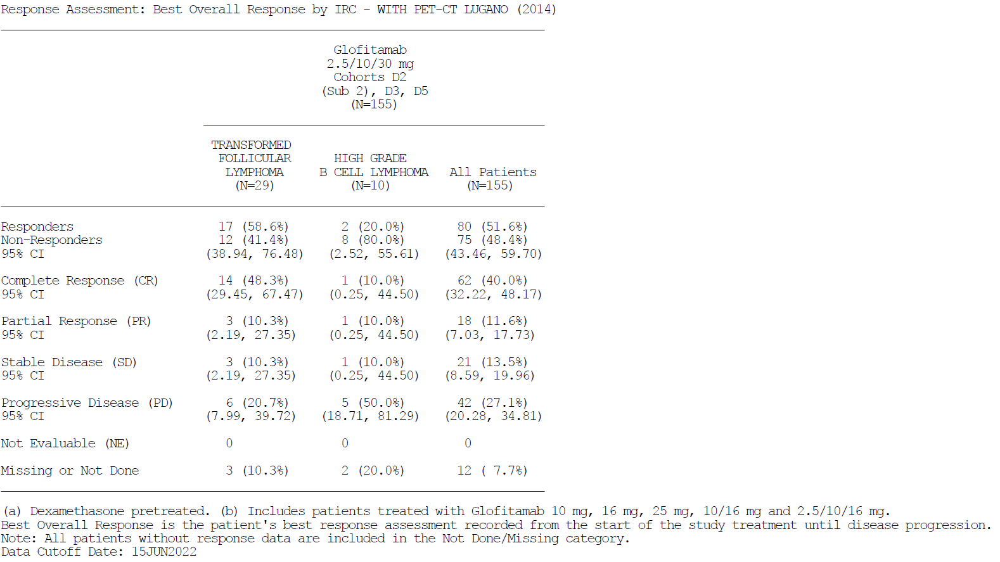 Response Assessment: Best Overall Response by IRC - WITH PET-CT LUGANO (2014)
Glofitamab
2.5/10/30 mg
Cohorts D2
(Sub 2), D3, D5
(N=155)
TRANSFORMED
FOLLICULAR HIGH GRADE
LYMPHOMA B CELL LYMPHOMA All Patients
(N=29) (N=10) (N=155)
Responders 17 (58.6%) 2 (20.0%) 80 (51.6%)
Non-Responders 12 (41.4%) 8 (80.0%) 75 (48.4%)
95% CI (38.94, 76.48) (2.52, 55.61) (43.46, 59.70)
Complete Response (CR) 14 (48.3%) 1 (10.0%) 62 (40.0%)
95% CI (29.45, 67.47) (0.25, 44.50) (32.22, 48.17)
Partial Response (PR) 3 (10.3%) 1 (10.0%) 18 (11.6%)
95% CI (2.19, 27.35) (0.25, 44.50) (7.03, 17.73)
Stable Disease (SD) 3 (10.3%) 1 (10.0%) 21 (13.5%)
95% CI (2.19, 27.35) (0.25, 44.50) (8.59, 19.96)
Progressive Disease (PD) 6 (20.7%) 5 (50.0%) 42 (27.1%)
95% CI (7.99, 39.72) (18.71, 81.29) (20.28, 34.81)
Not Evaluable (NE) 0 0 0
Missing or Not Done 3 (10.3%) 2 (20.0%) 12 ( 7.7%)
(a) Dexamethasone pretreated. (b) Includes patients treated with Glofitamab 10 mg, 16 mg, 25 mg, 10/16 mg and 2.5/10/16 mg.
Best Overall Response is the patient's best response assessment recorded from the start of the study treatment until disease progression.
Note: All patients without response data are included in the Not Done/Missing category.
Data Cutoff Date: 15JUN2022